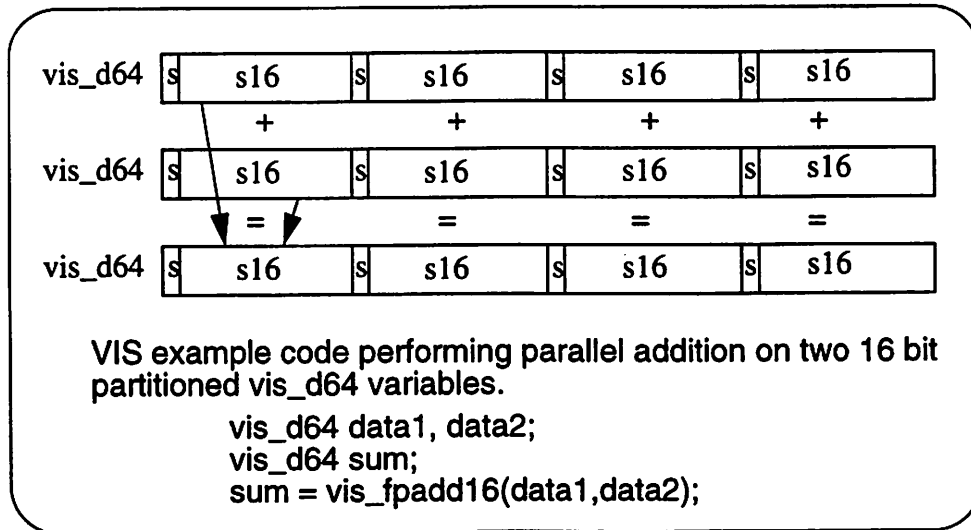 vis_d64 s s16 s s16 s s16 s s16
+ + + +
vis_d64 s s16 s s16 s s16 s s16
= = = =
vis_d64 s s16 s s16 s s16 s s16
VIS example code performing parallel addition on two 16 bit
partitioned vis_d64 variables.
vis_d64 data1, data2;
vis_d64 sum;
sum = vis_fpadd16(data1,data2);